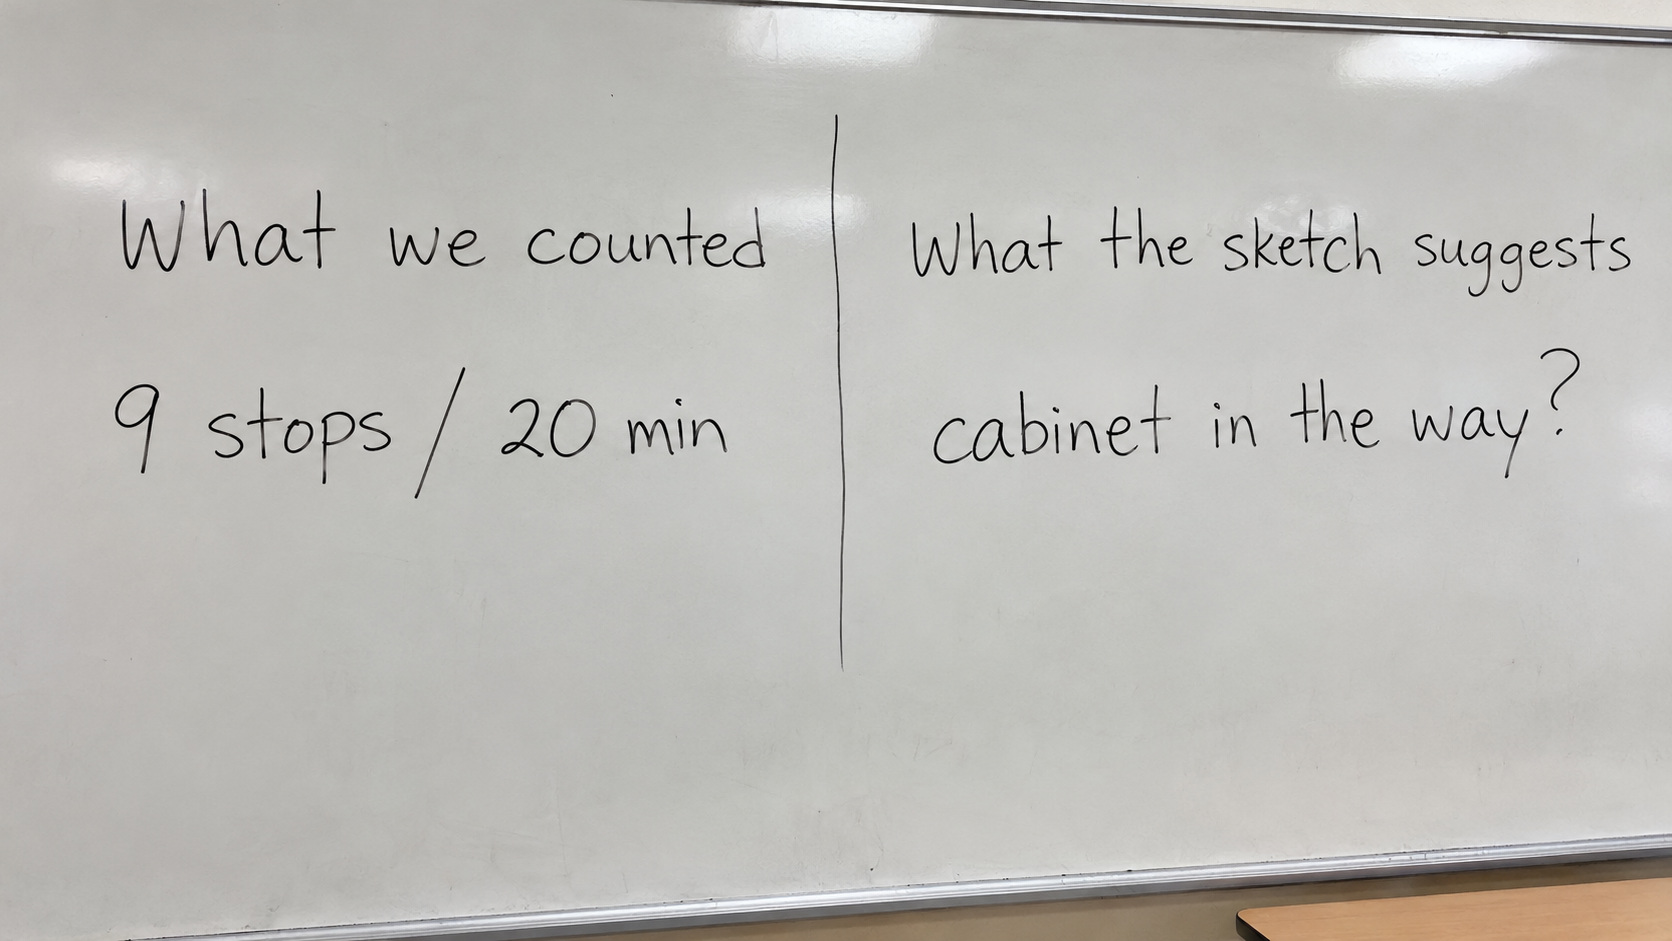 What we counted
9 stops / 20 min
What the sketch suggests
cabinet in the way?